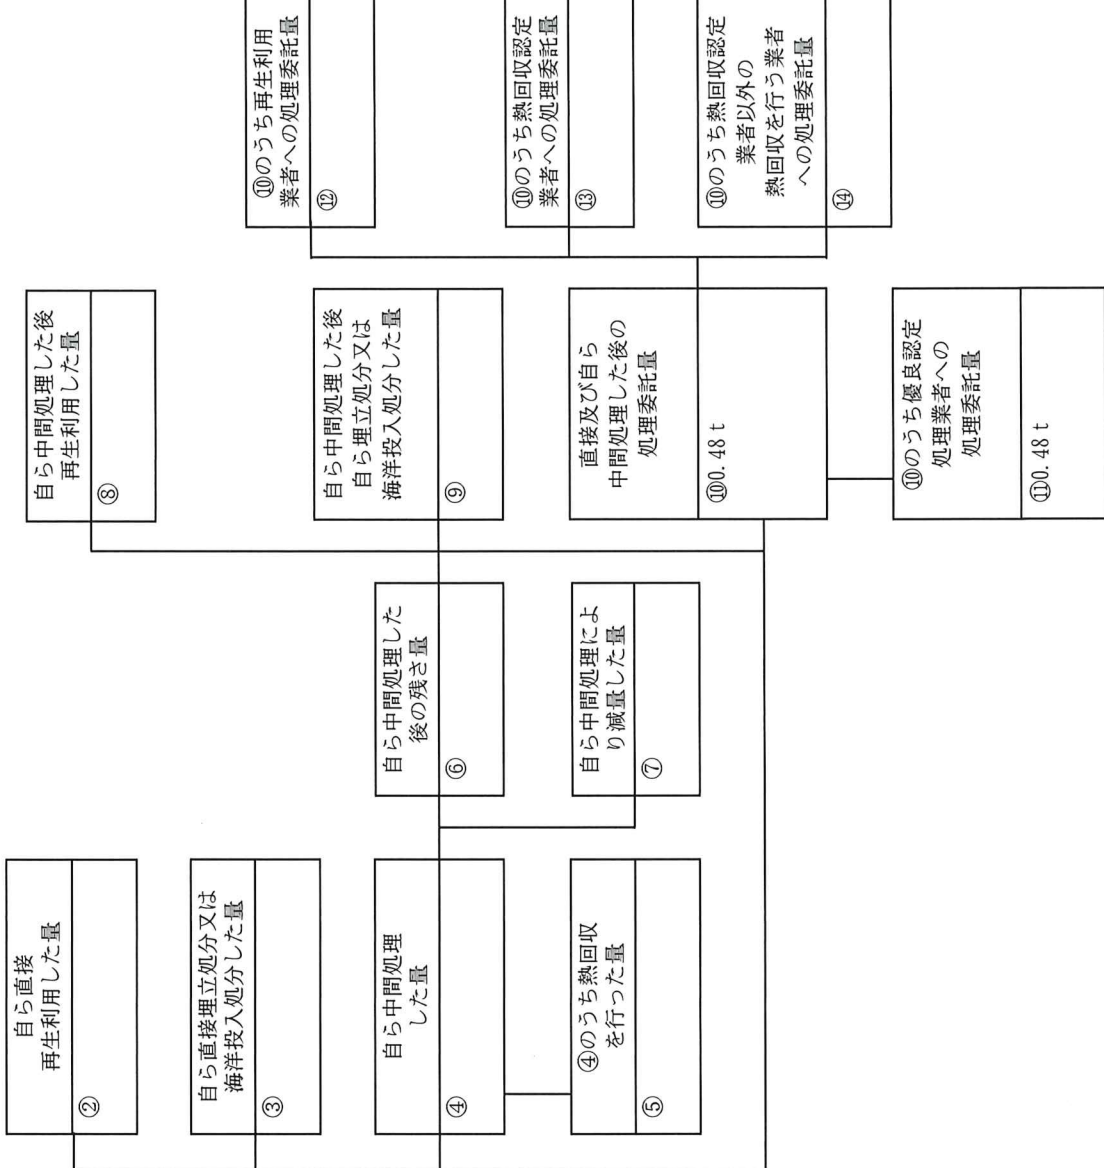 自ら直接
再生利用した量
②
自ら直接埋立処分又は
海洋投入処分した量
③
自ら中間処理
した量
④
④のうち熱回収
を行った量
⑤
自ら中間処理した
後の残さ量
⑥
自ら中間処理によ
り減量した量
⑦
自ら中間処理した後
再生利用した量
⑧
自ら中間処理した後
自ら埋立処分又は
海洋投入処分した量
⑨
直接及び自ら
中間処理した後の
処理委託量
⑩0.48ｔ
⑩のうち優良認定
処理業者への
処理委託量
⑪0.48ｔ
⑩のうち再生利用
業者への処理委託量
⑫
⑩のうち熱回収認定
業者への処理委託量
⑬
⑩のうち熱回収認定
業者以外の
熱回収を行う業者
への処理委託量
⑭